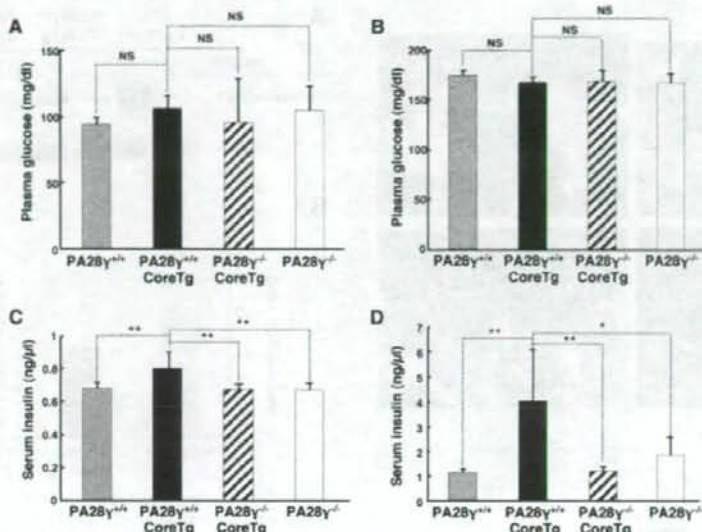 A
NS
NS
NS
Plasma glucose (mg/dl)
150
100
50
0
PA28γ+/+
PA28γ+/+
CoreTg
PA28γ-/-
CoreTg
PA28γ-/-
B
NS
NS
NS
Plasma glucose (mg/dl)
200
150
100
50
0
PA28γ+/+
PA28γ+/+
CoreTg
PA28γ-/-
CoreTg
PA28γ-/-
C
**
**
**
Serum insulin (ng/µl)
1
0.8
0.6
0.4
0.2
0
PA28γ+/+
PA28γ+/+
CoreTg
PA28γ-/-
CoreTg
PA28γ-/-
D
*
**
**
Serum insulin (ng/µl)
7
6
5
4
3
2
1
0
PA28γ+/+
PA28γ+/+
CoreTg
PA28γ-/-
CoreTg
PA28γ-/-